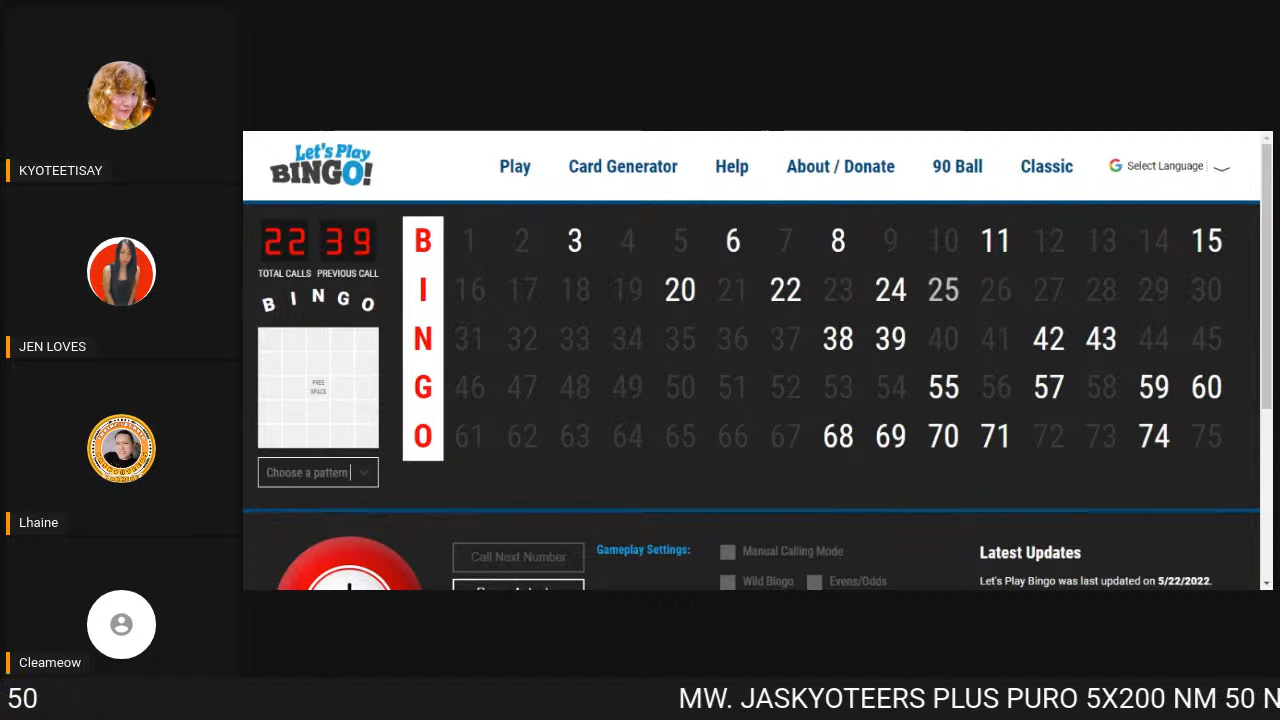 KYOTEETISAY
JEN LOVES
Lhaine
Cleameow
Let's Play
BINGO!
Play Card Generator Help About / Donate 90 Ball Classic Select Language
22 39
TOTAL CALLS PREVIOUS CALL
B I N G O
FREE
SPACE
Choose a pattern
B 1 2 3 4 5 6 7 8 9 10 11 12 13 14 15
I 16 17 18 19 20 21 22 23 24 25 26 27 28 29 30
N 31 32 33 34 35 36 37 38 39 40 41 42 43 44 45
G 46 47 48 49 50 51 52 53 54 55 56 57 58 59 60
O 61 62 63 64 65 66 67 68 69 70 71 72 73 74 75
Call Next Number
Gameplay Settings:
Manual Calling Mode
Wild Bingo Evens/Odds
Latest Updates
Let's Play Bingo was last updated on 5/22/2022.
50 MW. JASKYOTEERS PLUS PURO 5X200 NM 50 N